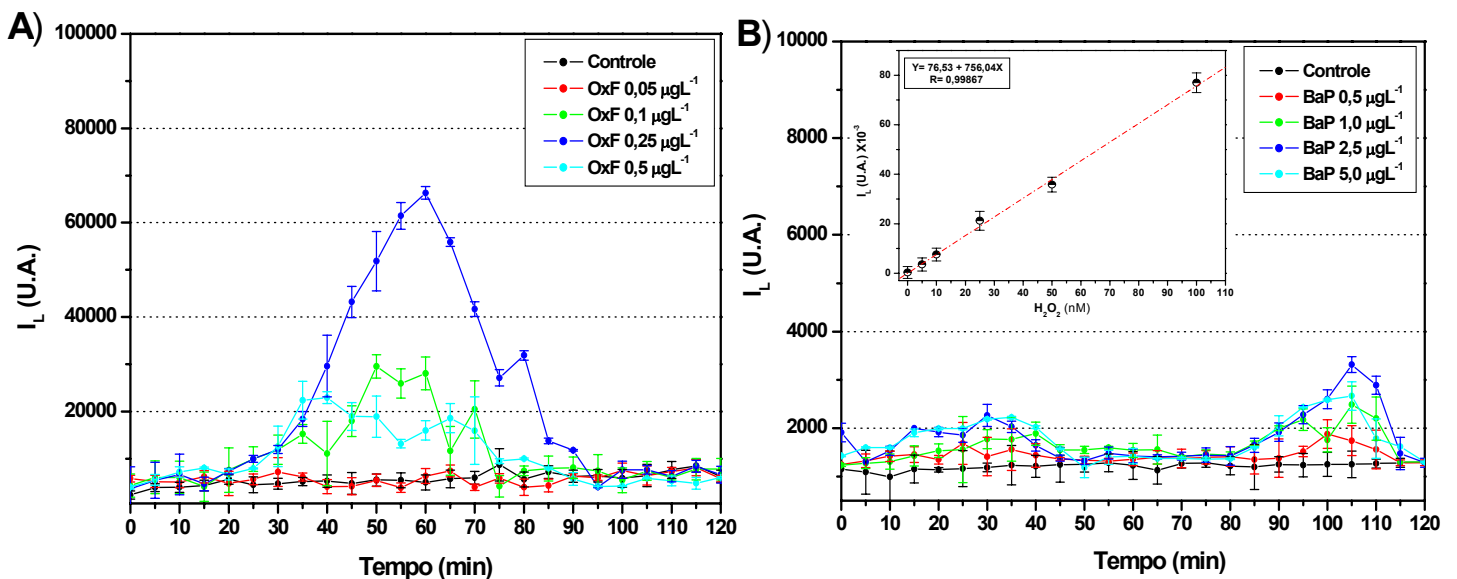 A)
100000
80000
60000
40000
20000
I_L (U.A.)
Controle
OxF 0,05 µgL⁻¹
OxF 0,1 µgL⁻¹
OxF 0,25 µgL⁻¹
OxF 0,5 µgL⁻¹
0 10 20 30 40 50 60 70 80 90 100 110 120
Tempo (min)
B)
10000
8000
6000
4000
2000
I_L (U.A.)
Y= 76,53 + 756,04X
R= 0,99867
80
60
40
20
0
I_L (U.A.) X10⁻³
0 10 20 30 40 50 60 70 80 90 100 110
H₂O₂ (nM)
Controle
BaP 0,5 µgL⁻¹
BaP 1,0 µgL⁻¹
BaP 2,5 µgL⁻¹
BaP 5,0 µgL⁻¹
0 10 20 30 40 50 60 70 80 90 100 110 120
Tempo (min)